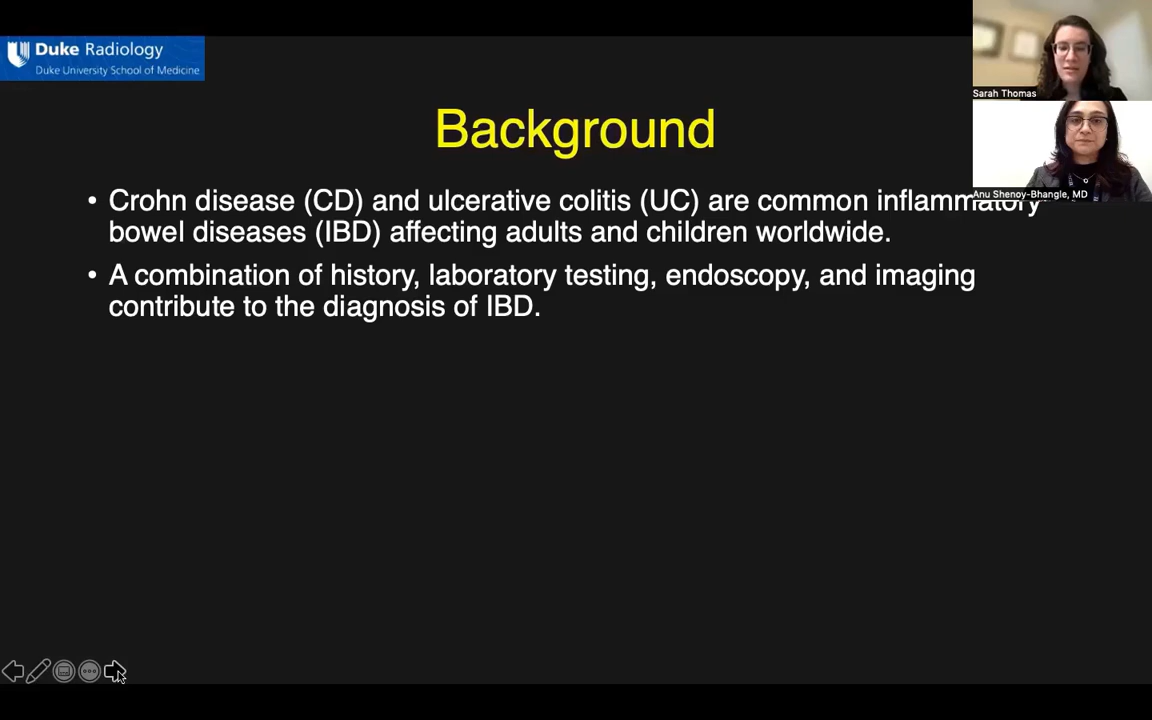 Duke Radiology
Duke University School of Medicine
Sarah Thomas
Anu Shenoy-Bhangle, MD
Background
• Crohn disease (CD) and ulcerative colitis (UC) are common inflammatory
bowel diseases (IBD) affecting adults and children worldwide.
• A combination of history, laboratory testing, endoscopy, and imaging
contribute to the diagnosis of IBD.